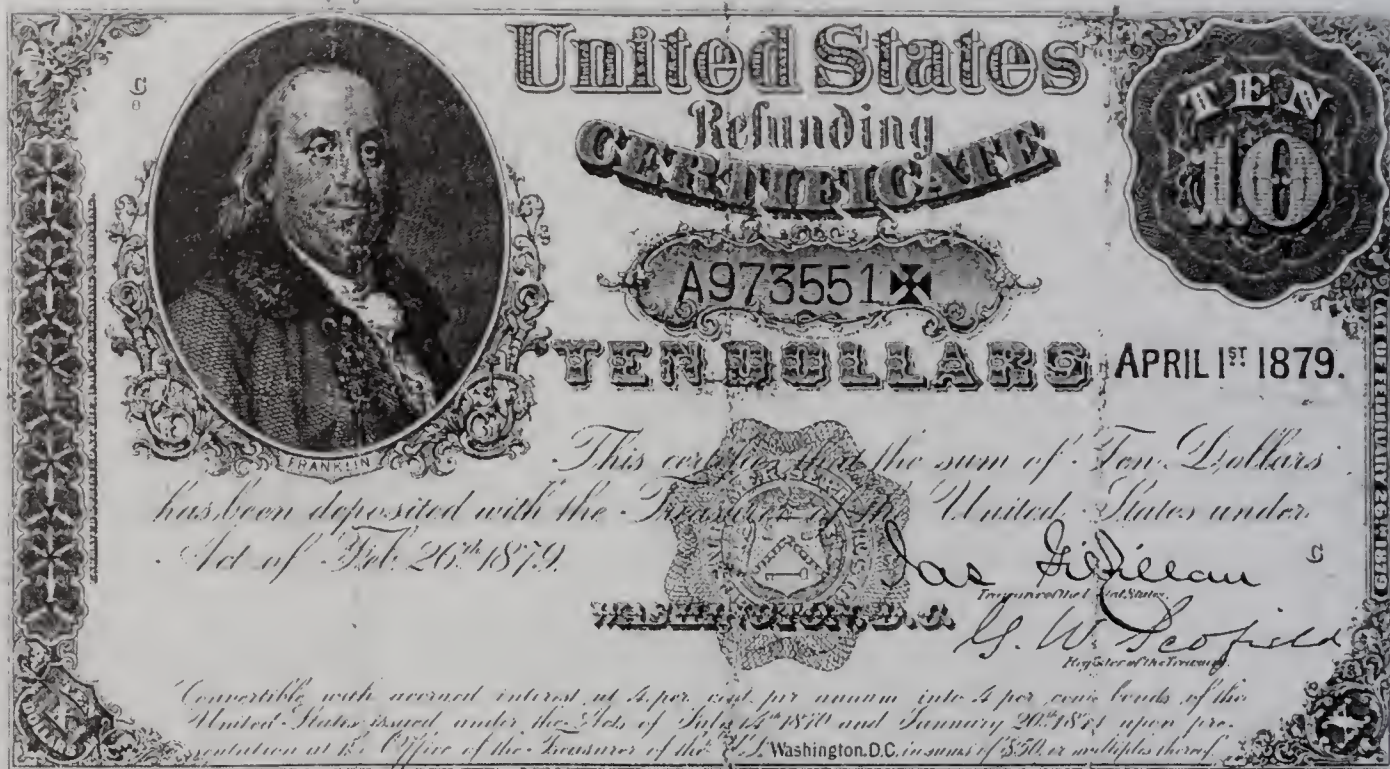 United States
Refunding
CERTIFICATE
TEN
10
A973551✠
TEN DOLLARS
APRIL 1ST 1879.
FRANKLIN
This certifies that the sum of Ten Dollars
has been deposited with the Treasurer of the United States under
Act of Feb. 26th 1879.
Jas Gilfillan
Treasurer of the United States.
WASHINGTON, D.C.
G. W. Scofield
Register of the Treasury.
Convertible with accrued interest at 4 per cent per annum into 4 per cent bonds of the
United States issued under the Acts of July 14th 1870 and January 20th 1871 upon pre-
sentation at the Office of the Treasurer of the U.S. Washington, D.C. in sums of $50, or multiples thereof.
ACT OF FEBRUARY 26TH 1879
TEN
DOLLARS
C
8
C